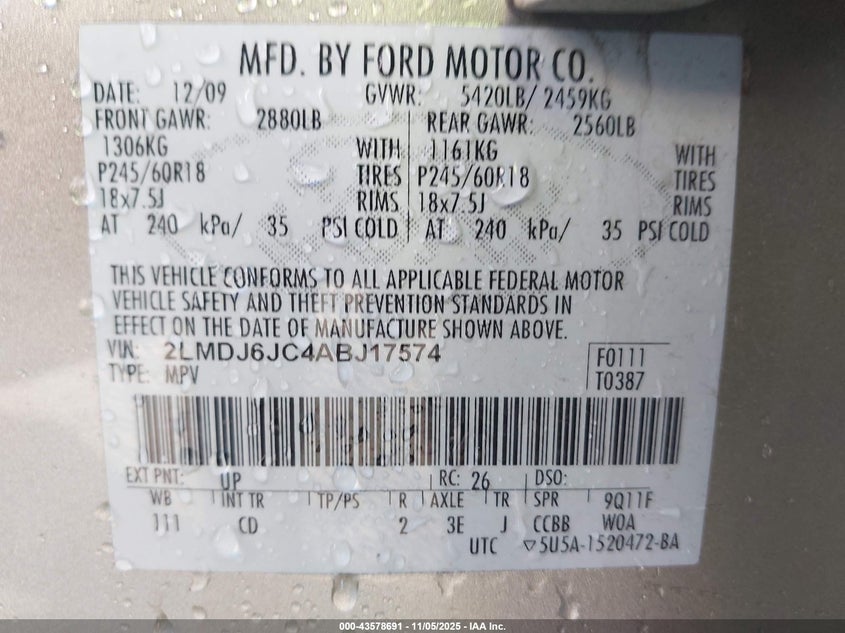 MFD. BY FORD MOTOR CO.
DATE: 12/09 GVWR: 5420LB/ 2459KG
FRONT GAWR: 2880LB REAR GAWR: 2560LB
1306KG WITH 1161KG WITH
P245/60R18 TIRES P245/60R18 TIRES
18x7.5J RIMS 18x7.5J RIMS
AT 240 kPa/ 35 PSI COLD AT 240 kPa/ 35 PSI COLD
THIS VEHICLE CONFORMS TO ALL APPLICABLE FEDERAL MOTOR
VEHICLE SAFETY AND THEFT PREVENTION STANDARDS IN
EFFECT ON THE DATE OF MANUFACTURE SHOWN ABOVE.
VIN: 2LMDJ6JC4ABJ17574 F0111
TYPE: MPV T0387
EXT PNT: UP RC: 26 DSO:
WB INT TR TP/PS R AXLE TR SPR 9Q11F
111 CD 2 3E J CCBB WOA
UTC ▽5U5A-1520472-BA
000-43578691 - 11/05/2025 - IAA Inc.